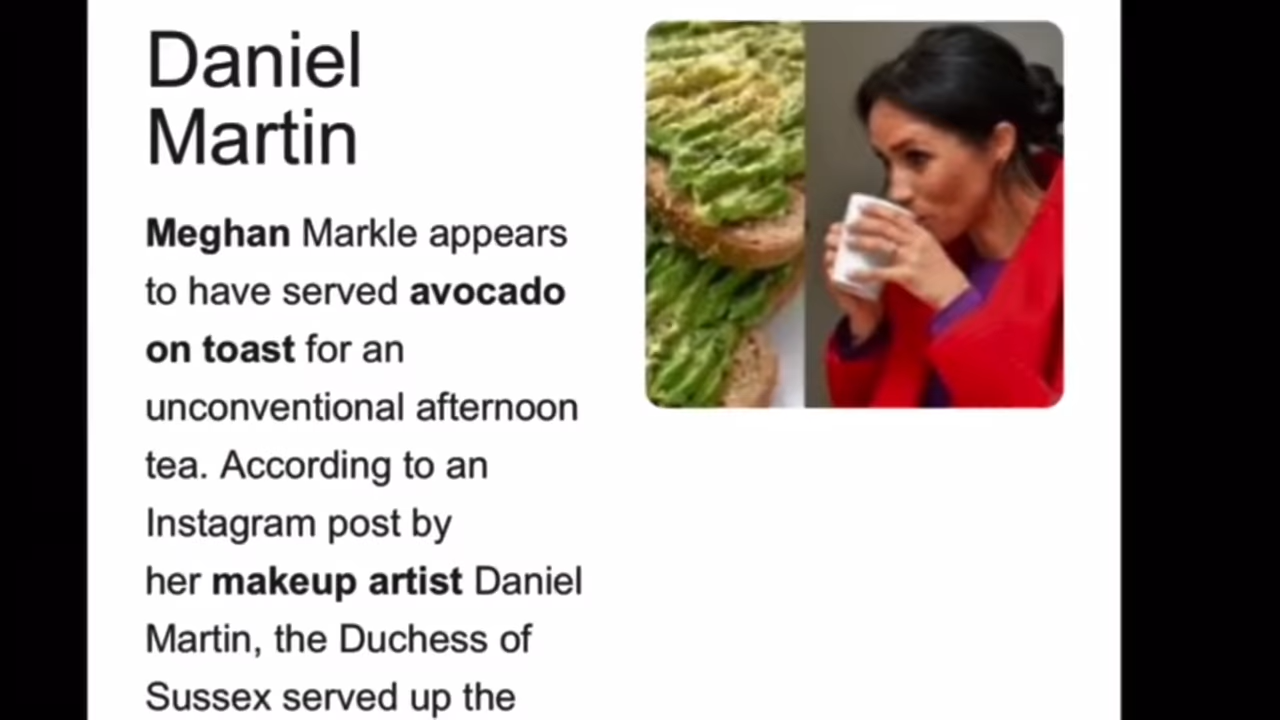 Daniel
Martin
Meghan Markle appears
to have served avocado
on toast for an
unconventional afternoon
tea. According to an
Instagram post by
her makeup artist Daniel
Martin, the Duchess of
Sussex served up the